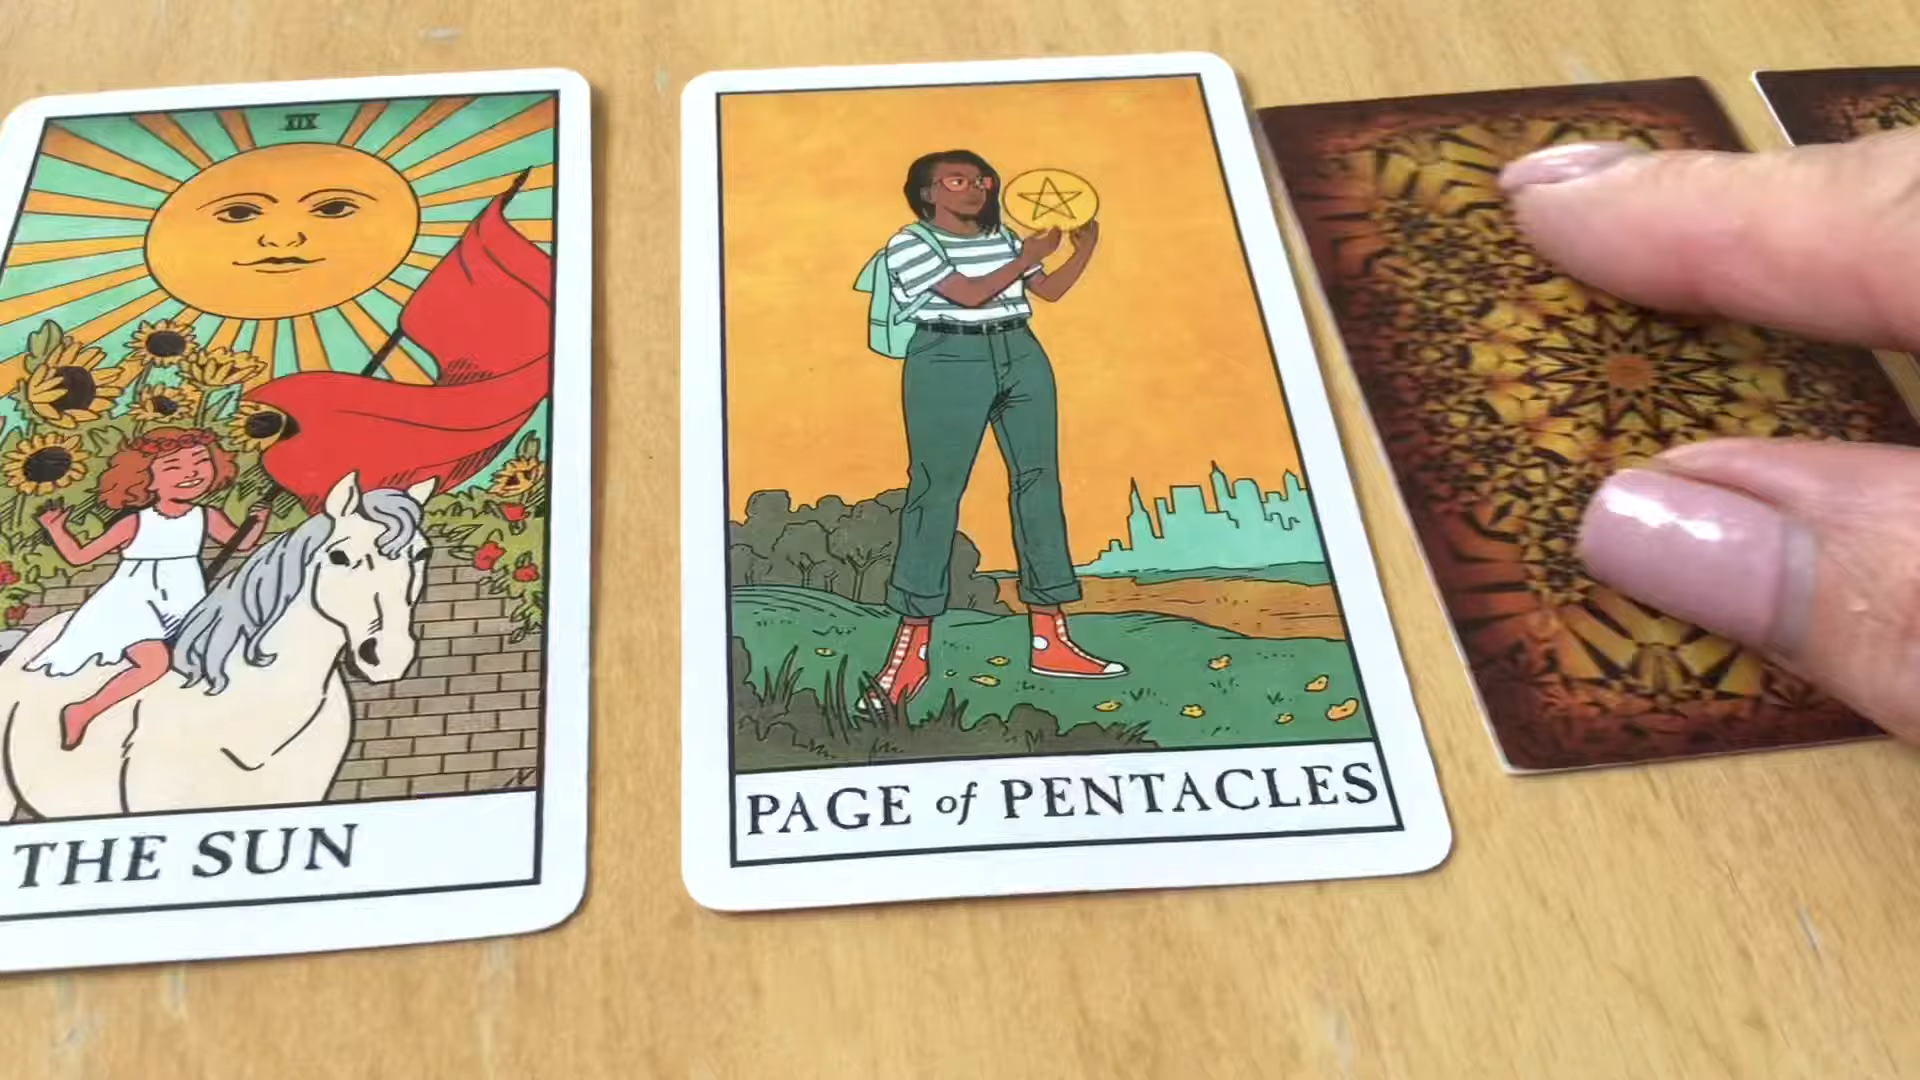 XIX
THE SUN
PAGE of PENTACLES